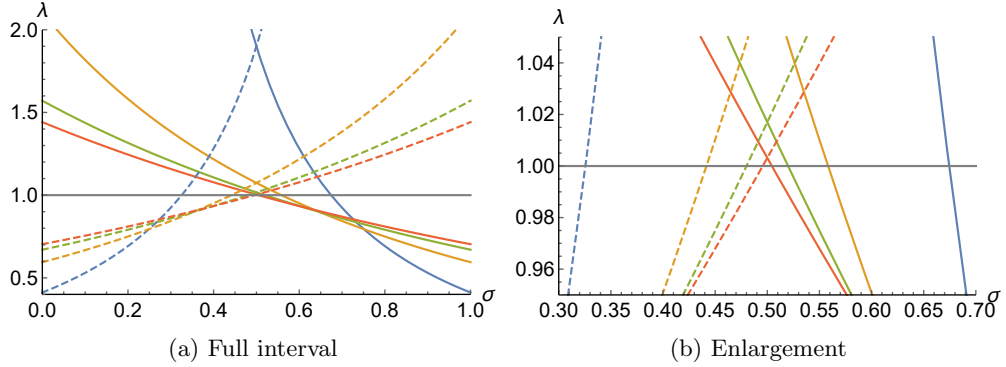 λ
2.0
1.5
1.0
0.5
0.0 0.2 0.4 0.6 0.8 1.0
σ
(a) Full interval
λ
1.04
1.02
1.00
0.98
0.96
0.30 0.35 0.40 0.45 0.50 0.55 0.60 0.65 0.70
σ
(b) Enlargement